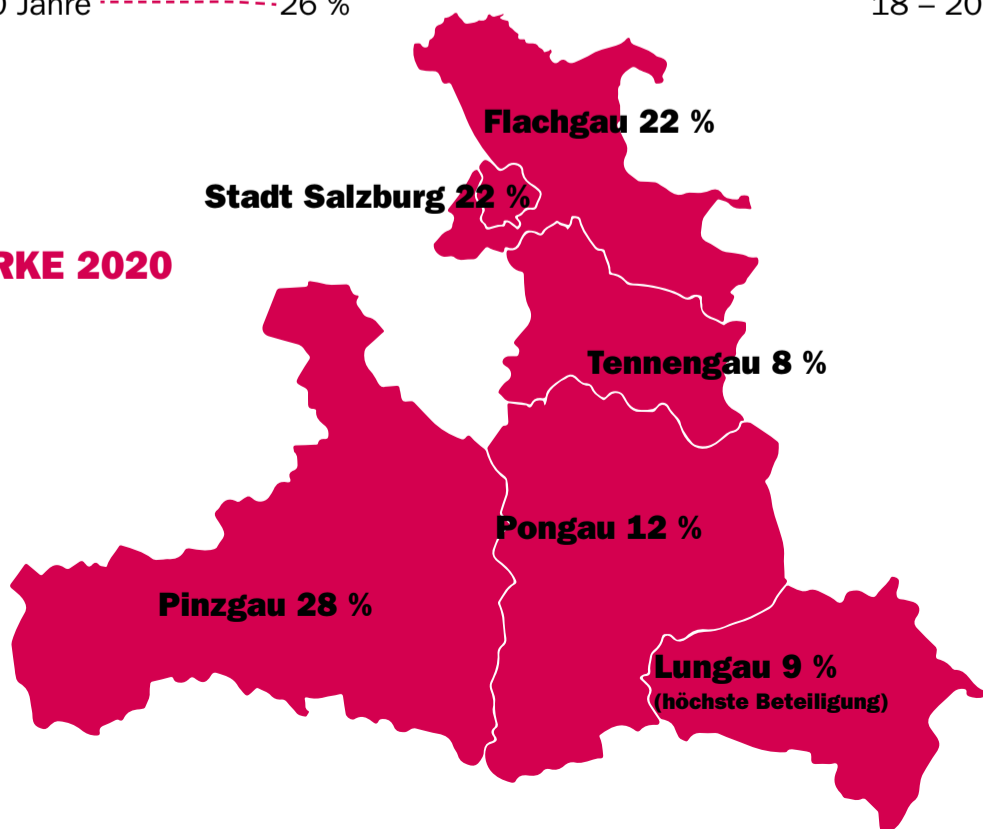 Jahre 26 %
18 – 20
Flachgau 22 %
Stadt Salzburg 22 %
RKE 2020
Tennengau 8 %
Pongau 12 %
Pinzgau 28 %
Lungau 9 %
(höchste Beteiligung)